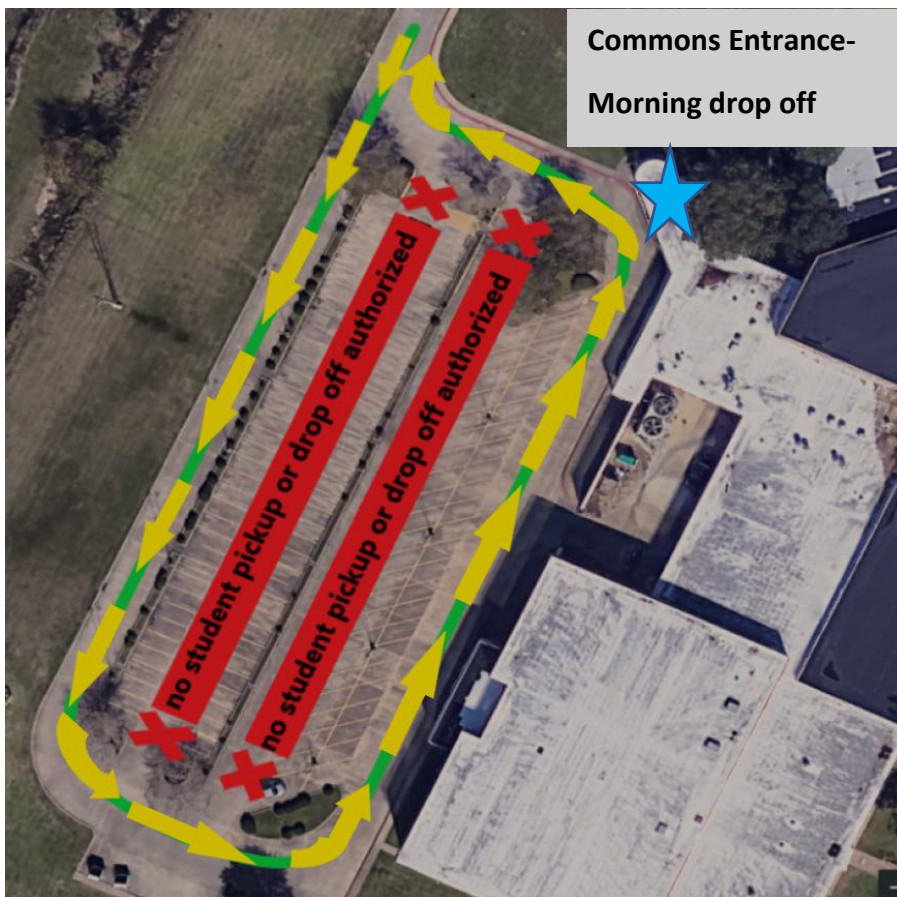 Commons Entrance-
Morning drop off
no student pickup or drop off authorized
no student pickup or drop off authorized